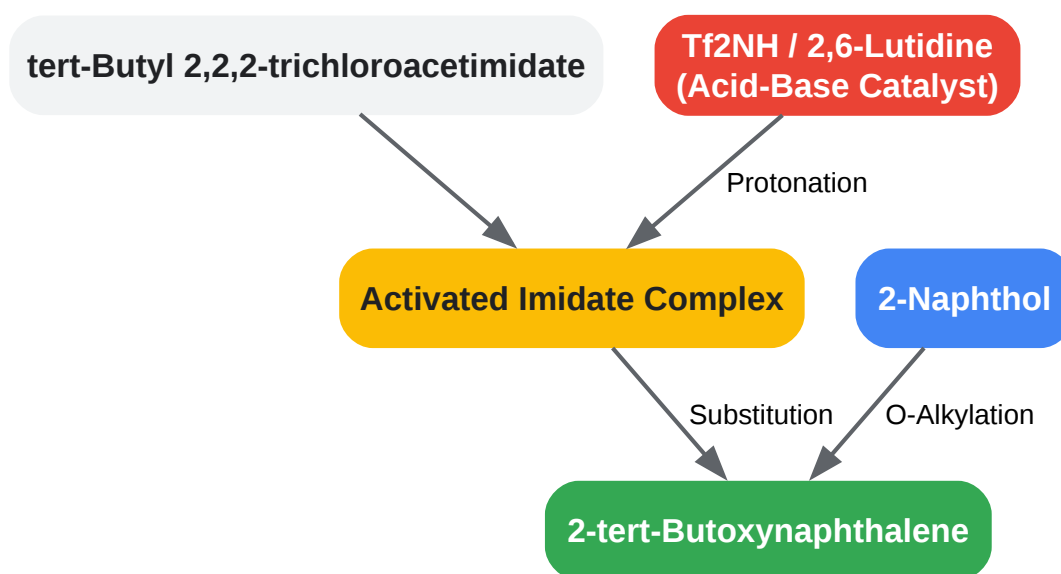 tert-Butyl 2,2,2-trichloroacetimidate
Tf2NH / 2,6-Lutidine
(Acid-Base Catalyst)
Protonation
Activated Imidate Complex
2-Naphthol
Substitution
O-Alkylation
2-tert-Butoxynaphthalene